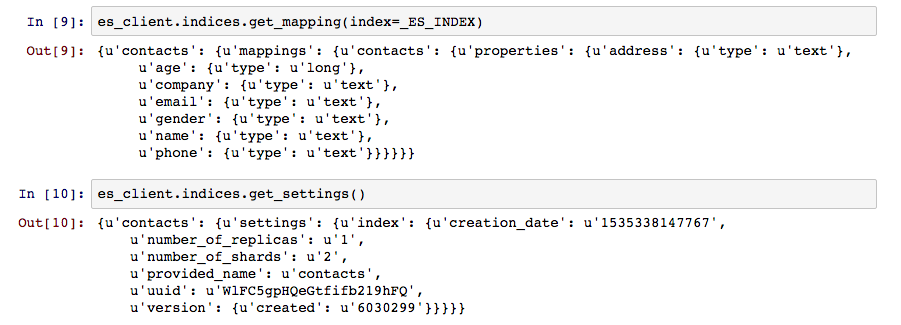 In [9]: es_client.indices.get_mapping(index=_ES_INDEX)
Out[9]: {u'contacts': {u'mappings': {u'contacts': {u'properties': {u'address': {u'type': u'text'},
u'age': {u'type': u'long'},
u'company': {u'type': u'text'},
u'email': {u'type': u'text'},
u'gender': {u'type': u'text'},
u'name': {u'type': u'text'},
u'phone': {u'type': u'text'}}}}}}
In [10]: es_client.indices.get_settings()
Out[10]: {u'contacts': {u'settings': {u'index': {u'creation_date': u'1535338147767',
u'number_of_replicas': u'1',
u'number_of_shards': u'2',
u'provided_name': u'contacts',
u'uuid': u'WlFC5gpHQeGtfifb219hFQ',
u'version': {u'created': u'6030299'}}}}}